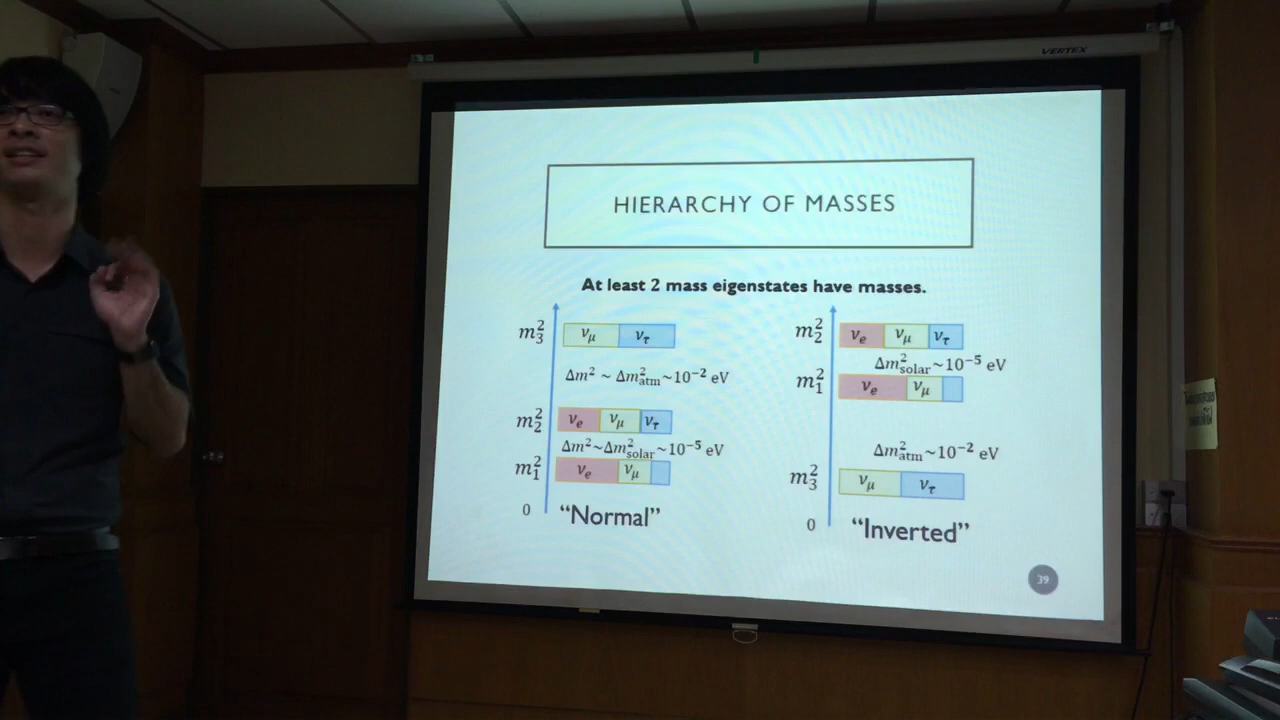 VERTEX
HIERARCHY OF MASSES
At least 2 mass eigenstates have masses.
m₃²
ν_μ ν_τ
Δm² ~ Δm²_atm~10⁻² eV
m₂²
ν_e ν_μ ν_τ
Δm²~Δm²_solar~10⁻⁵ eV
m₁²
ν_e ν_μ
0
“Normal”
m₂²
ν_e ν_μ ν_τ
Δm²_solar~10⁻⁵ eV
m₁²
ν_e ν_μ
Δm²_atm~10⁻² eV
m₃²
ν_μ ν_τ
0
“Inverted”
39